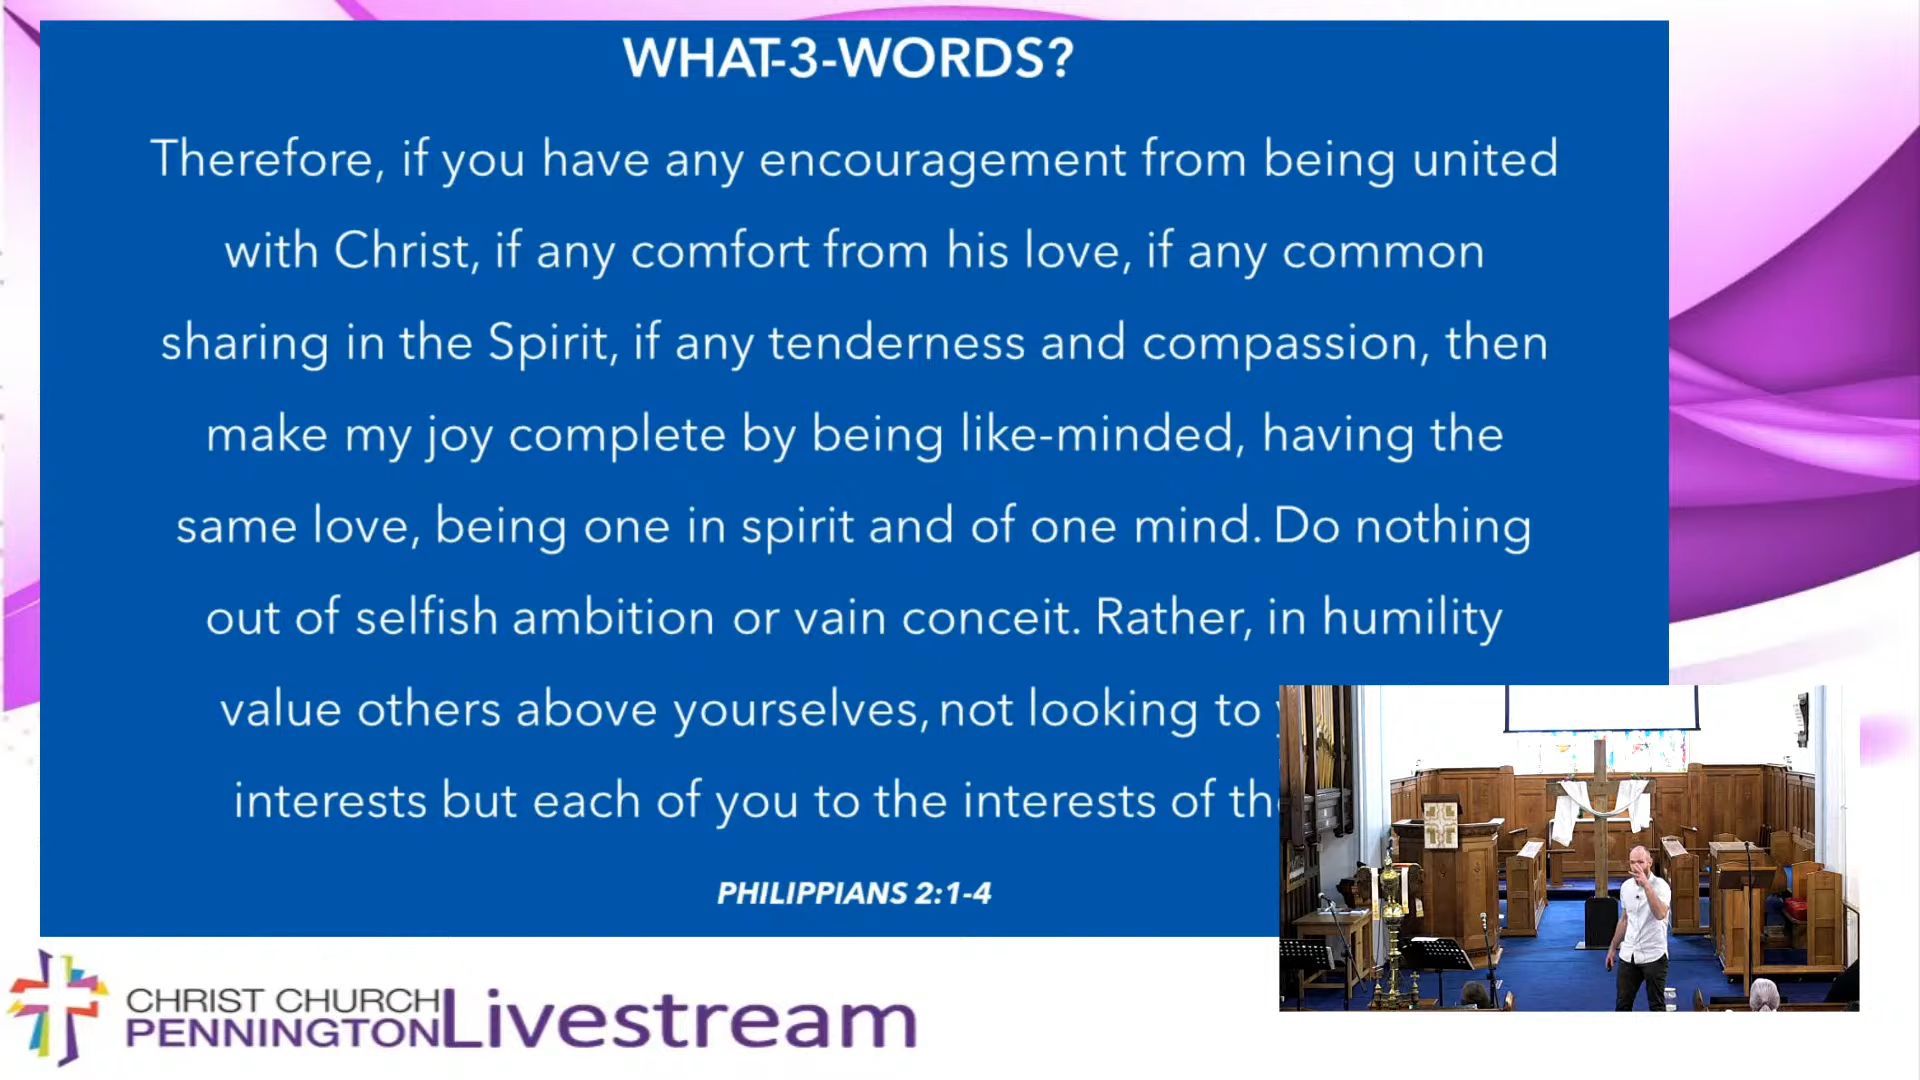 WHAT-3-WORDS?
Therefore, if you have any encouragement from being united
with Christ, if any comfort from his love, if any common
sharing in the Spirit, if any tenderness and compassion, then
make my joy complete by being like-minded, having the
same love, being one in spirit and of one mind. Do nothing
out of selfish ambition or vain conceit. Rather, in humility
value others above yourselves, not looking to
interests but each of you to the interests of
PHILIPPIANS 2:1-4
CHRIST CHURCH
PENNINGTON Livestream